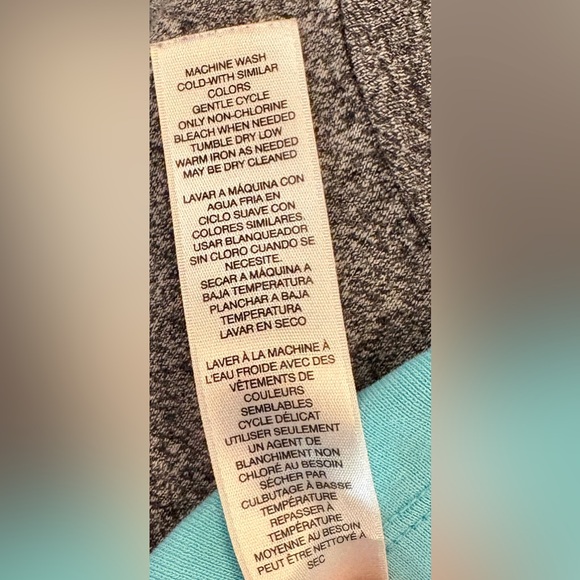 MACHINE WASH
COLD-WITH SIMILAR
COLORS
GENTLE CYCLE
ONLY NON-CHLORINE
BLEACH WHEN NEEDED
TUMBLE DRY LOW
WARM IRON AS NEEDED
MAY BE DRY CLEANED
LAVAR A MÁQUINA CON
AGUA FRIA EN
CICLO SUAVE CON
COLORES SIMILARES.
USAR BLANQUEADOR
SIN CLORO CUANDO SE
NECESITE.
SECAR A MÁQUINA A
BAJA TEMPERATURA
PLANCHAR A BAJA
TEMPERATURA
LAVAR EN SECO
LAVER À LA MACHINE À
L'EAU FROIDE AVEC DES
VÊTEMENTS DE
COULEURS
SEMBLABLES
CYCLE DÉLICAT
UTILISER SEULEMENT
UN AGENT DE
BLANCHIMENT NON
CHLORÉ AU BESOIN
SÉCHER PAR
CULBUTAGE À BASSE
TEMPÉRATURE
REPASSER À
TEMPÉRATURE
MOYENNE AU BESOIN
PEUT ÊTRE NETTOYÉ À
SEC